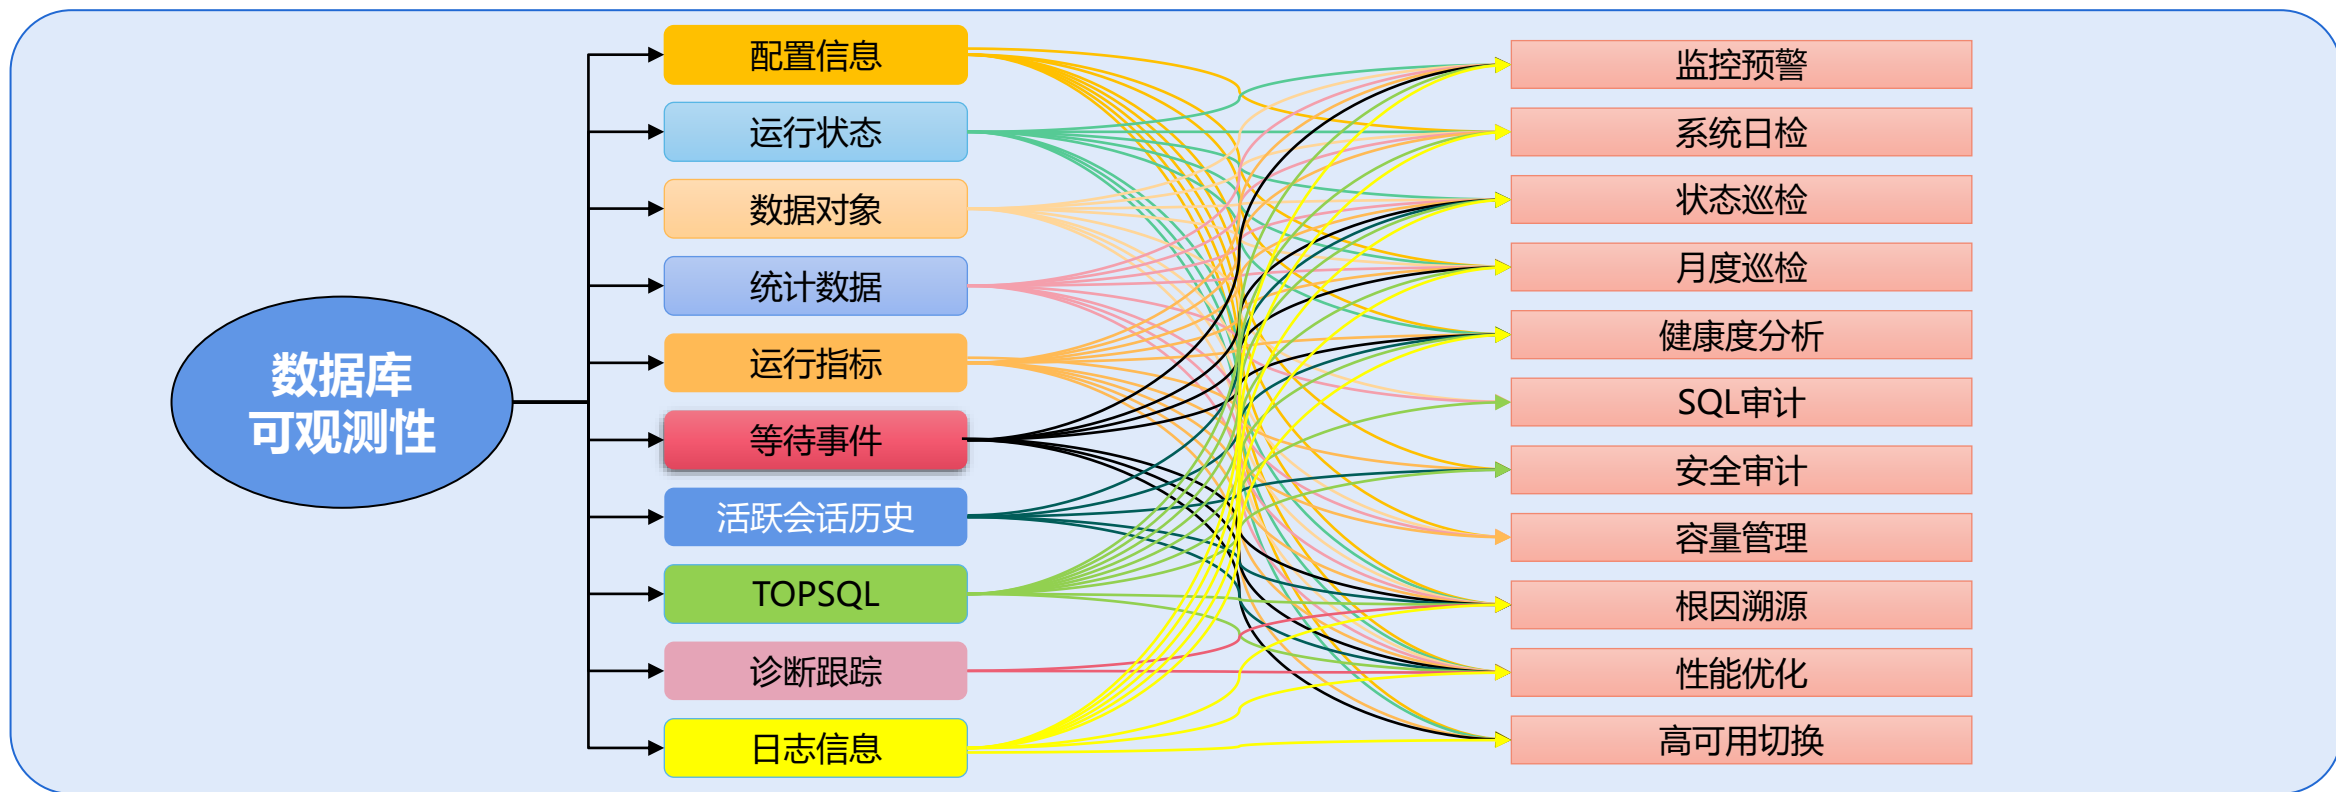 数据库
可观测性
配置信息
运行状态
数据对象
统计数据
运行指标
等待事件
活跃会话历史
TOPSQL
诊断跟踪
日志信息
监控预警
系统日检
状态巡检
月度巡检
健康度分析
SQL审计
安全审计
容量管理
根因溯源
性能优化
高可用切换